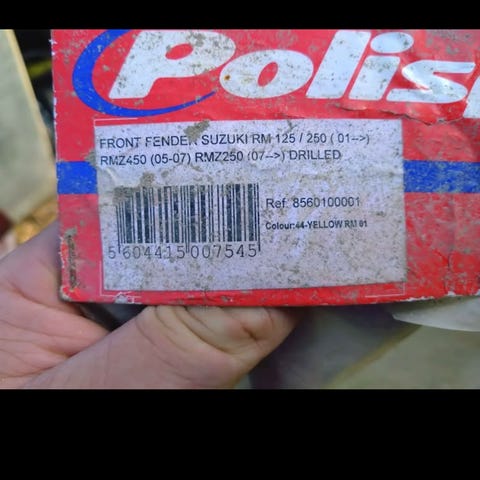 Polis
FRONT FENDER SUZUKI RM 125 / 250 ( 01-->)
RMZ450 (05-07) RMZ250 (07-->) DRILLED
Ref. 8560100001
Colour:44-YELLOW RM 01
5 604415 007545